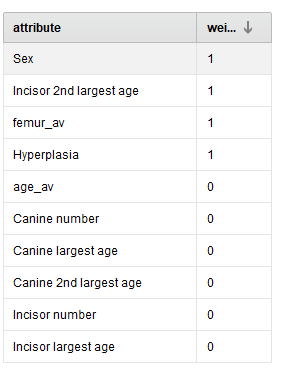 attribute wei... ↓
Sex 1
Incisor 2nd largest age 1
femur_av 1
Hyperplasia 1
age_av 0
Canine number 0
Canine largest age 0
Canine 2nd largest age 0
Incisor number 0
Incisor largest age 0